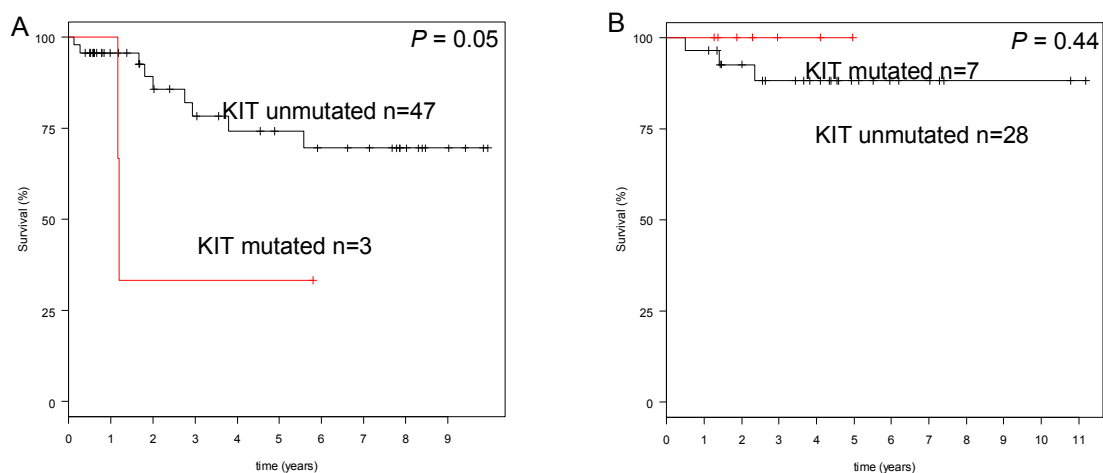 A
P = 0.05
KIT unmutated n=47
KIT mutated n=3
Survival (%)
100
75
50
25
0
0 1 2 3 4 5 6 7 8 9
time (years)
B
P = 0.44
KIT mutated n=7
KIT unmutated n=28
Survival (%)
100
75
50
25
0
0 1 2 3 4 5 6 7 8 9 10 11
time (years)